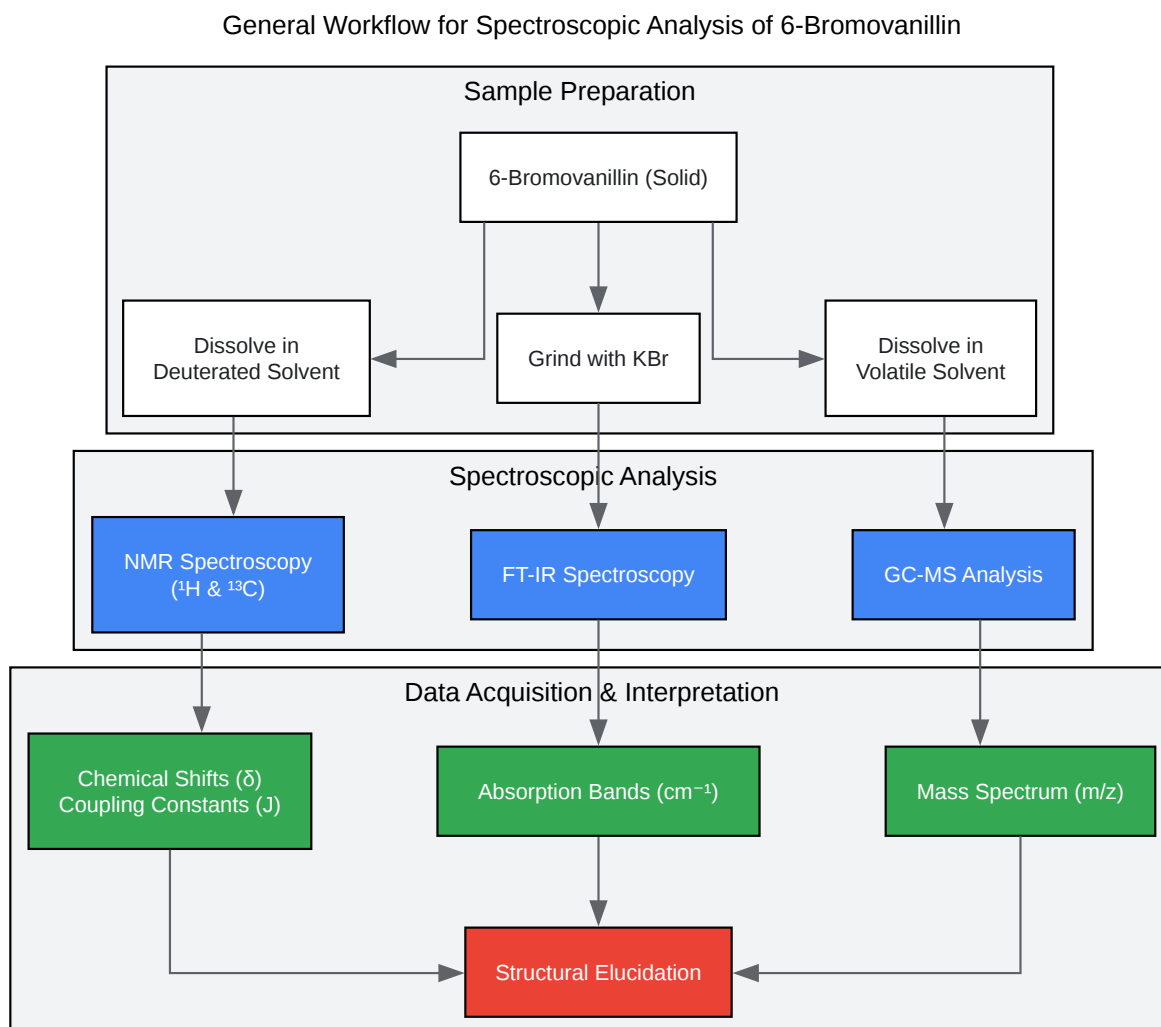 General Workflow for Spectroscopic Analysis of 6-Bromovanillin
Sample Preparation
6-Bromovanillin (Solid)
Dissolve in
Deuterated Solvent
Grind with KBr
Dissolve in
Volatile Solvent
Spectroscopic Analysis
NMR Spectroscopy
(¹H & ¹³C)
FT-IR Spectroscopy
GC-MS Analysis
Data Acquisition & Interpretation
Chemical Shifts (δ)
Coupling Constants (J)
Absorption Bands (cm⁻¹)
Mass Spectrum (m/z)
Structural Elucidation